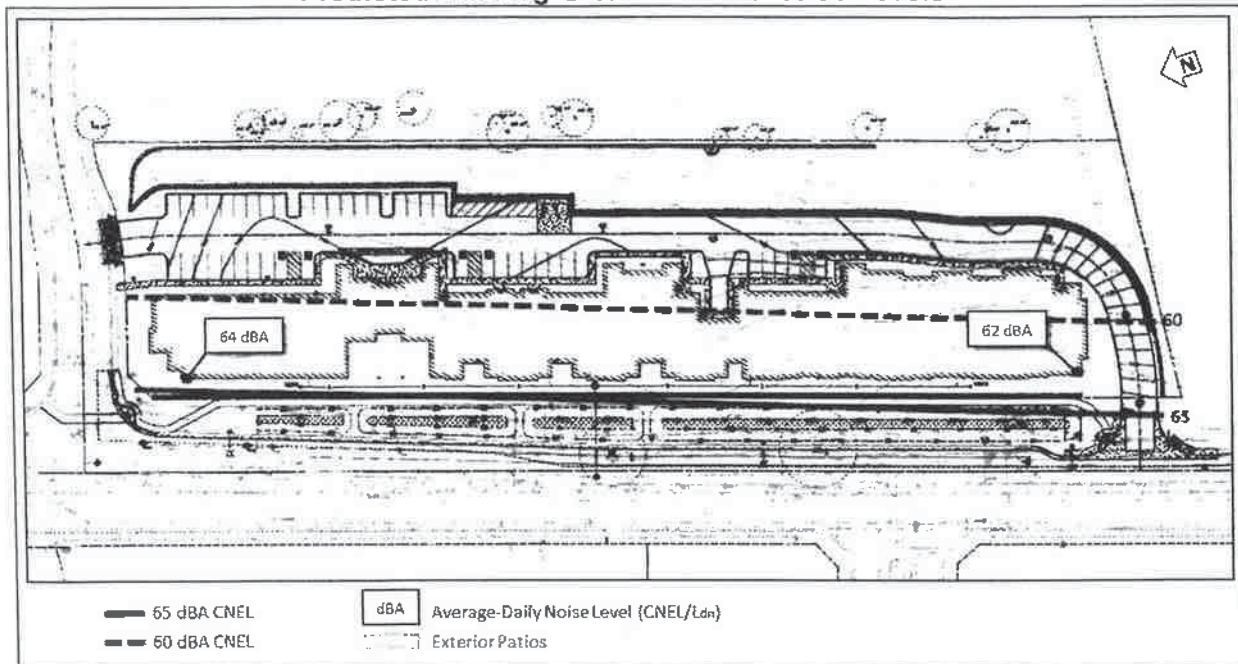 N
64 dBA
62 dBA
60
65
65 dBA CNEL
dBA
Average-Daily Noise Level (CNEL/Ldn)
60 dBA CNEL
Exterior Patios